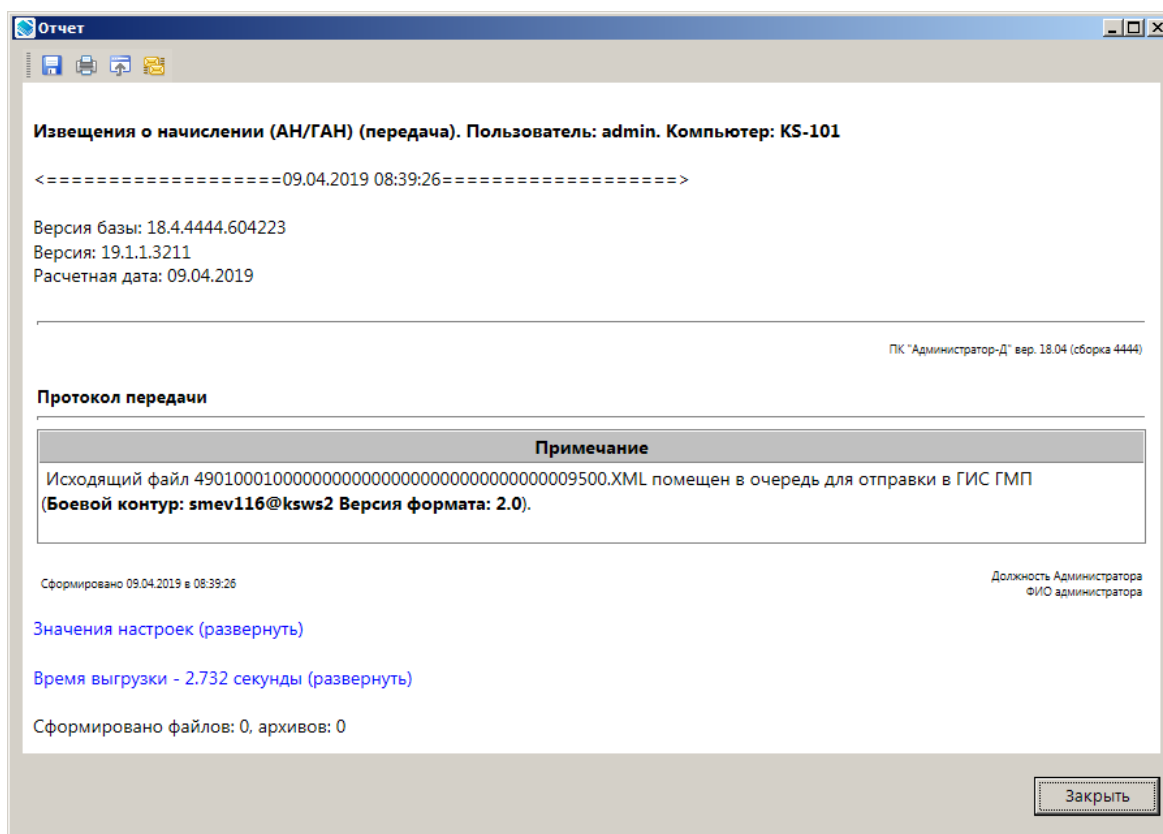 Отчет
Извещения о начислении (АН/ГАН) (передача). Пользователь: admin. Компьютер: KS-101
<===================09.04.2019 08:39:26===================>
Версия базы: 18.4.4444.604223
Версия: 19.1.1.3211
Расчетная дата: 09.04.2019
ПК "Администратор-Д" вер. 18.04 (сборка 4444)
Протокол передачи
Примечание
Исходящий файл 4901000100000000000000000000000000009500.XML помещен в очередь для отправки в ГИС ГМП
(Боевой контур: smev116@ksws2 Версия формата: 2.0).
Сформировано 09.04.2019 в 08:39:26
Должность Администратора
ФИО администратора
Значения настроек (развернуть)
Время выгрузки - 2.732 секунды (развернуть)
Сформировано файлов: 0, архивов: 0
Закрыть